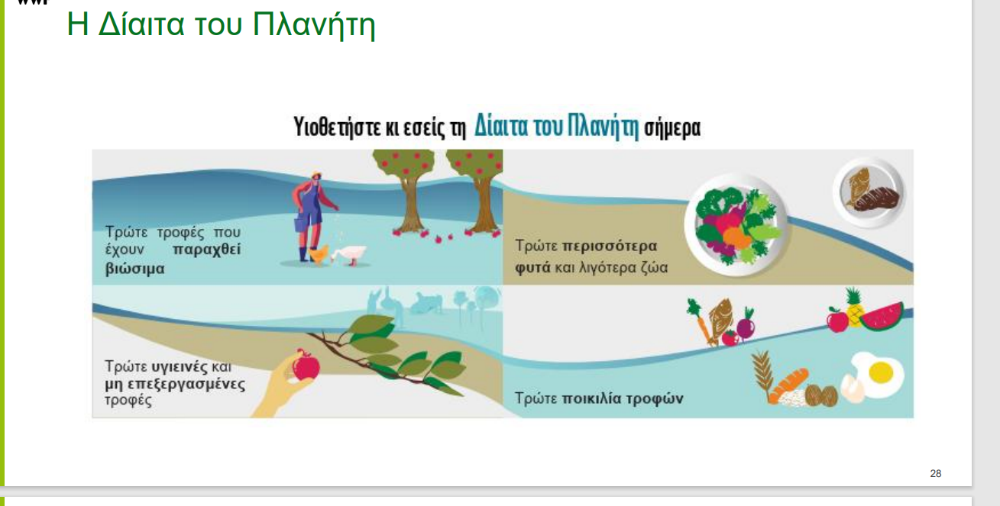 Η Δίαιτα του Πλανήτη
Υιοθετήστε κι εσείς τη Δίαιτα του Πλανήτη σήμερα
Τρώτε τροφές που
έχουν παραχθεί
βιώσιμα
Τρώτε περισσότερα
φυτά και λιγότερα ζώα
Τρώτε υγιεινές και
μη επεξεργασμένες
τροφές
Τρώτε ποικιλία τροφών
28